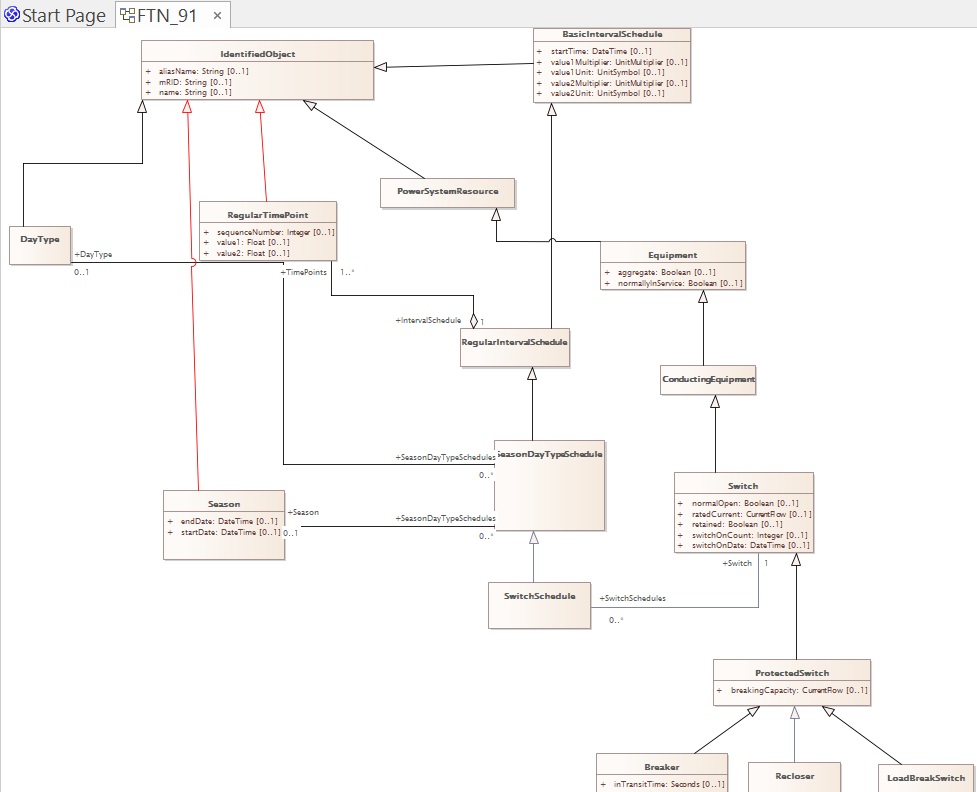 Start Page
FTN_91 ×
BasicIntervalSchedule
+ startTime: DateTime [0..1]
+ value1Multiplier: UnitMultiplier [0..1]
+ value1Unit: UnitSymbol [0..1]
+ value2Multiplier: UnitMultiplier [0..1]
+ value2Unit: UnitSymbol [0..1]
IdentifiedObject
+ aliasName: String [0..1]
+ mRID: String [0..1]
+ name: String [0..1]
PowerSystemResource
RegularTimePoint
+ sequenceNumber: Integer [0..1]
+ value1: Float [0..1]
+ value2: Float [0..1]
DayType
+DayType
0..1
+TimePoints 1..*
Equipment
+ aggregate: Boolean [0..1]
+ normallyInService: Boolean [0..1]
+IntervalSchedule 1
RegularIntervalSchedule
ConductingEquipment
+SeasonDayTypeSchedules
0..*
SeasonDayTypeSchedule
Switch
+ normalOpen: Boolean [0..1]
+ ratedCurrent: CurrentFlow [0..1]
+ retained: Boolean [0..1]
+ switchOnCount: Integer [0..1]
+ switchOnDate: DateTime [0..1]
Season
+ endDate: DateTime [0..1]
+ startDate: DateTime [0..1]
+Season
0..1
+SeasonDayTypeSchedules
0..*
+Switch 1
SwitchSchedule
+SwitchSchedules
0..*
ProtectedSwitch
+ breakingCapacity: CurrentFlow [0..1]
Breaker
+ inTransitTime: Seconds [0..1]
Recloser
LoadBreakSwitch